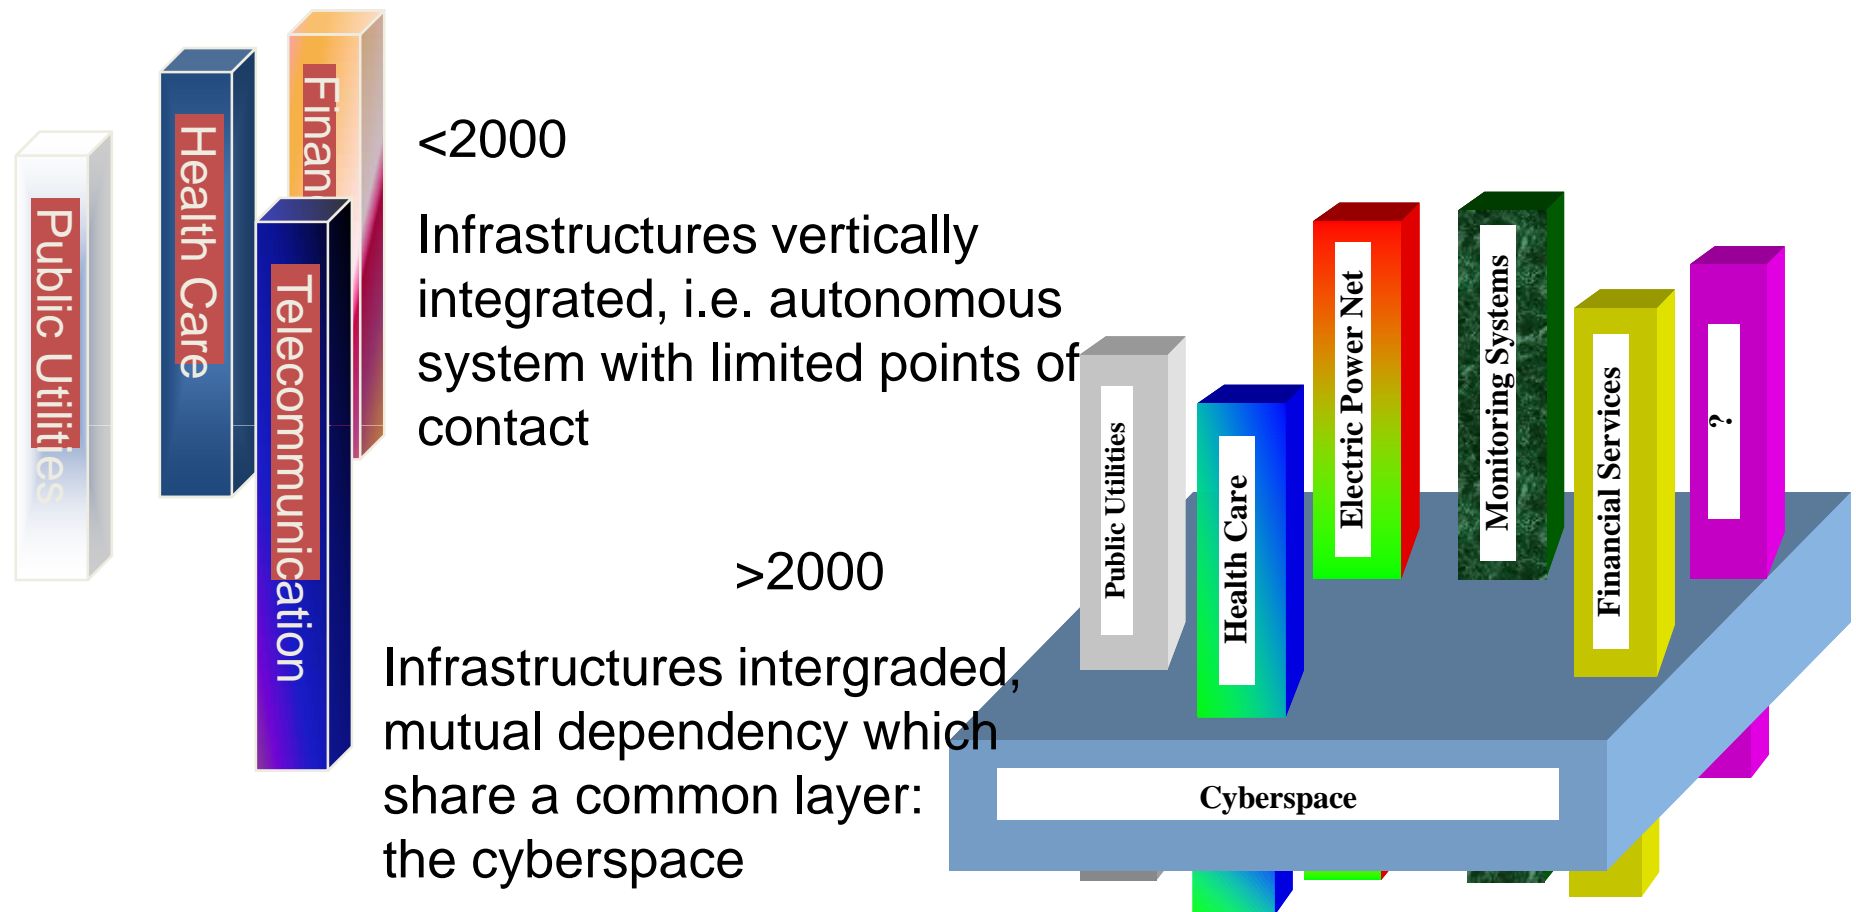 Public Utilities
Health Care
Finan
Telecommunication
<2000
Infrastructures vertically
integrated, i.e. autonomous
system with limited points of
contact
>2000
Infrastructures intergraded,
mutual dependency which
share a common layer:
the cyberspace
Public Utilities
Health Care
Electric Power Net
Monitoring Systems
Financial Services
?
Cyberspace